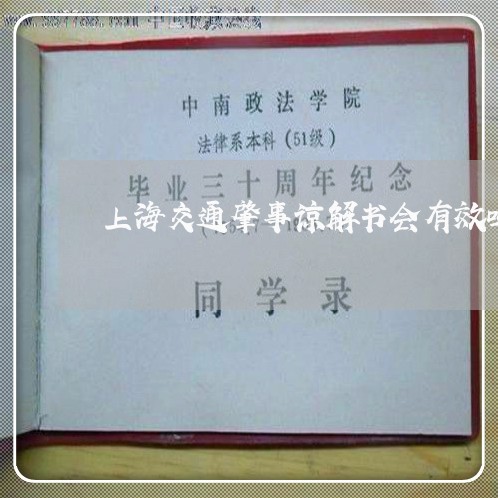 中南政法学院
法律系本科(51级)
毕业三十周年纪念
上海交通肇事谅解书会有效
同学录